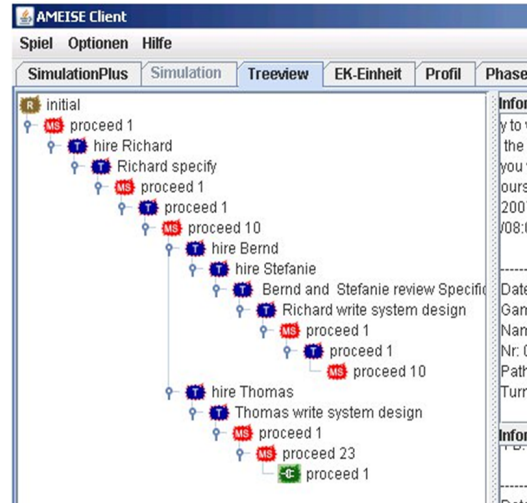 AMEISE Client
Spiel Optionen Hilfe
SimulationPlus Simulation Treeview EK-Einheit Profil Phase
R initial
MS proceed 1
T hire Richard
T Richard specify
MS proceed 1
T proceed 1
MS proceed 10
T hire Bernd
T hire Stefanie
T Bernd and Stefanie review Specific
T Richard write system design
MS proceed 1
T proceed 1
MS proceed 10
T hire Thomas
T Thomas write system design
MS proceed 1
MS proceed 23
proceed 1
Infor
y to
the
you
ours
200
/08:
Date
Gam
Nam
Nr:
Path
Turr
Infor